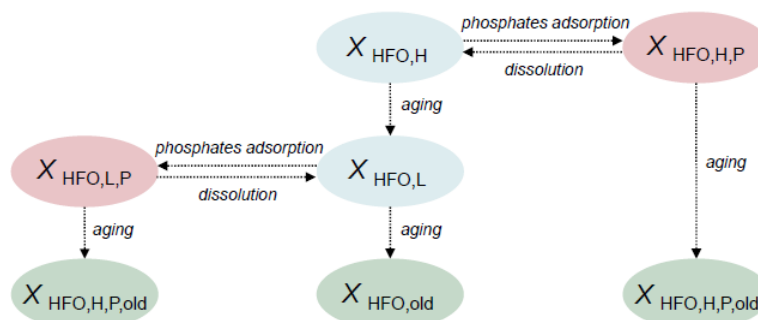 phosphates adsorption
X HFO,H
X HFO,H,P
dissolution
aging
phosphates adsorption
X HFO,L,P
X HFO,L
aging
dissolution
aging
aging
X HFO,H,P,old
X HFO,old
X HFO,H,P,old